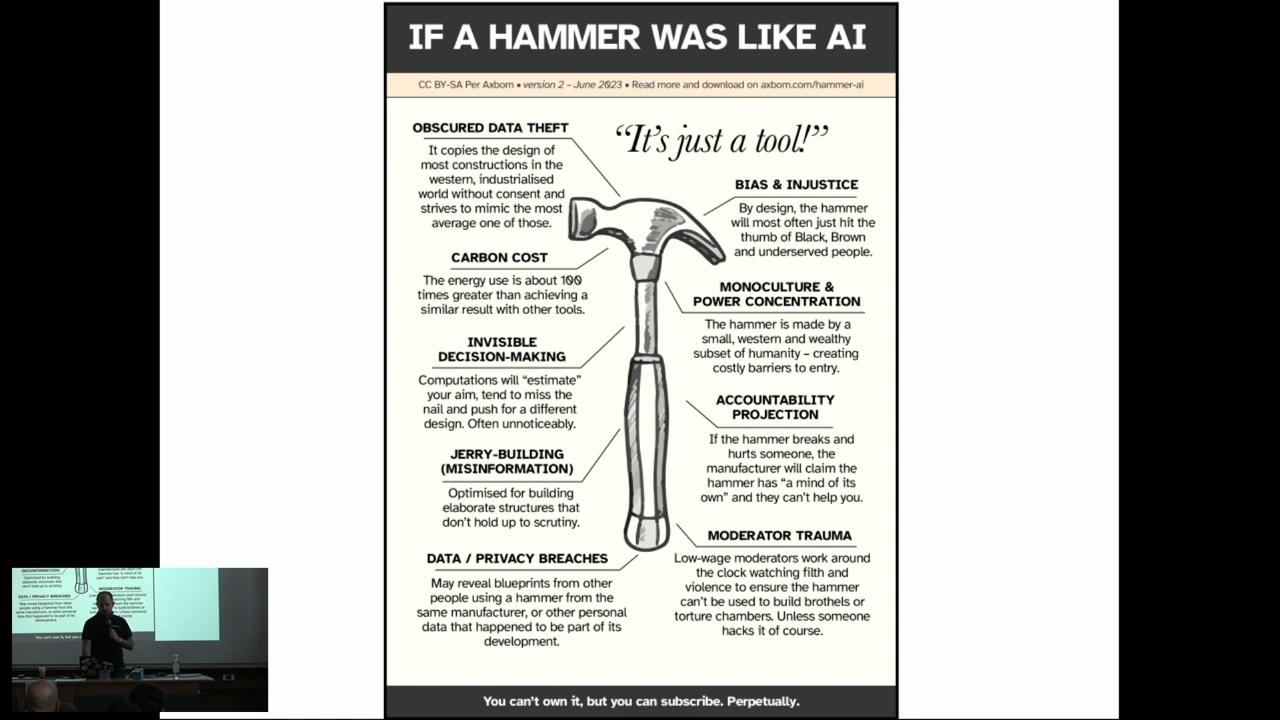 IF A HAMMER WAS LIKE AI
CC BY-SA Per Axbom • version 2 – June 2023 • Read more and download on axbom.com/hammer-ai
“It’s just a tool!”
OBSCURED DATA THEFT
It copies the design of
most constructions in the
western, industrialised
world without consent and
strives to mimic the most
average one of those.
CARBON COST
The energy use is about 100
times greater than achieving a
similar result with other tools.
INVISIBLE
DECISION-MAKING
Computations will “estimate”
your aim, tend to miss the
nail and push for a different
design. Often unnoticeably.
JERRY-BUILDING
(MISINFORMATION)
Optimised for building
elaborate structures that
don’t hold up to scrutiny.
DATA / PRIVACY BREACHES
May reveal blueprints from other
people using a hammer from the
same manufacturer, or other personal
data that happened to be part of its
development.
BIAS & INJUSTICE
By design, the hammer
will most often just hit the
thumb of Black, Brown
and underserved people.
MONOCULTURE &
POWER CONCENTRATION
The hammer is made by a
small, western and wealthy
subset of humanity – creating
costly barriers to entry.
ACCOUNTABILITY
PROJECTION
If the hammer breaks and
hurts someone, the
manufacturer will claim the
hammer has “a mind of its
own” and they can’t help you.
MODERATOR TRAUMA
Low-wage moderators work around
the clock watching filth and
violence to ensure the hammer
can’t be used to build brothels or
torture chambers. Unless someone
hacks it of course.
You can’t own it, but you can subscribe. Perpetually.